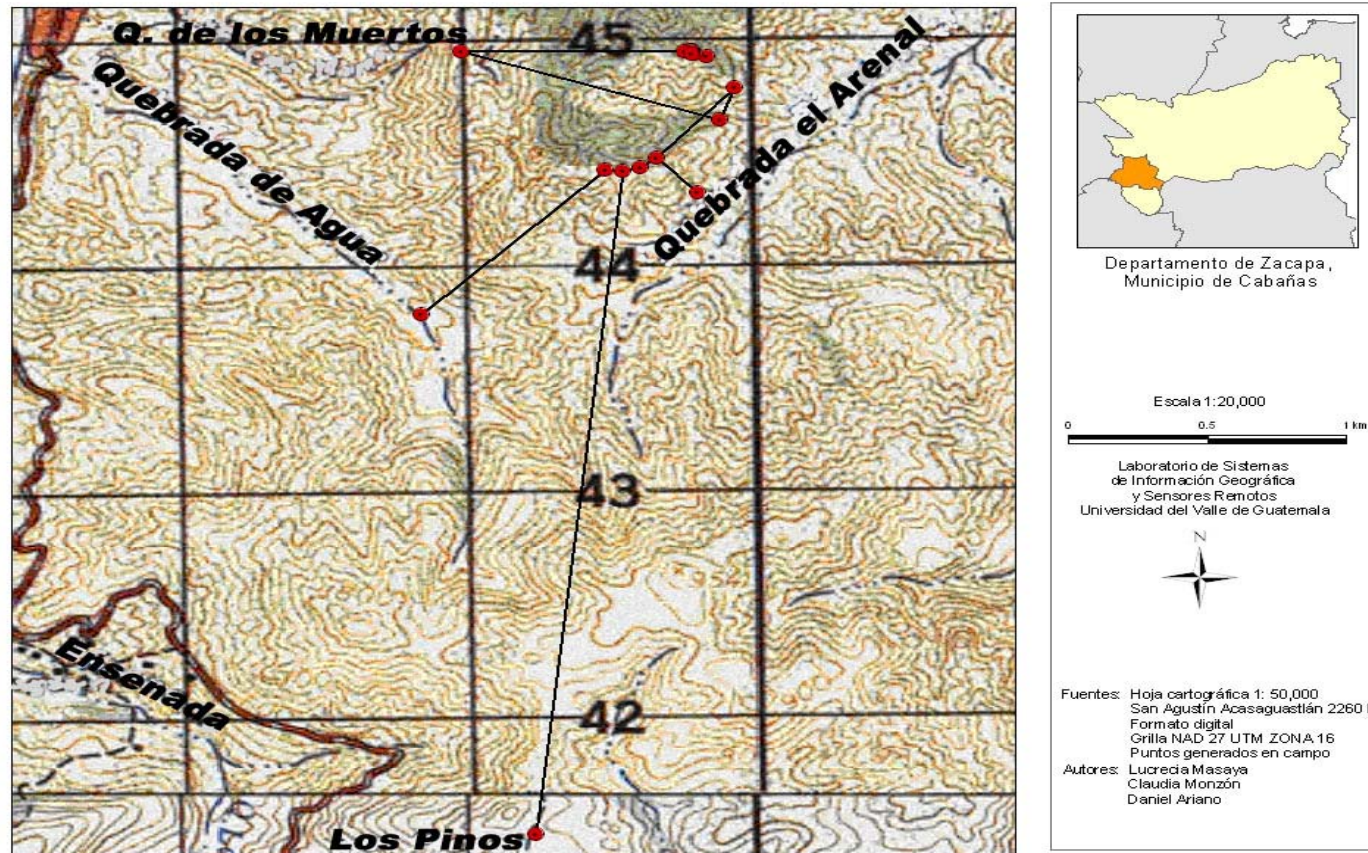 Q. de los Muertos
45
Quebrada de Agua
Quebrada el Arenal
44
43
42
Ensenada
Los Pinos
Departamento de Zacapa,
Municipio de Cabañas
Escala 1:20,000
0 0.5 1 km
Laboratorio de Sistemas
de Información Geográfica
y Sensores Remotos
Universidad del Valle de Guatemala
N
Fuentes: Hoja cartográfica 1: 50,000
San Agustín Acasaguastlán 2260
Formato digital
Grilla NAD 27 UTM ZONA 16
Puntos generados en campo
Autores: Lucrecia Masaya
Claudia Monzón
Daniel Ariano